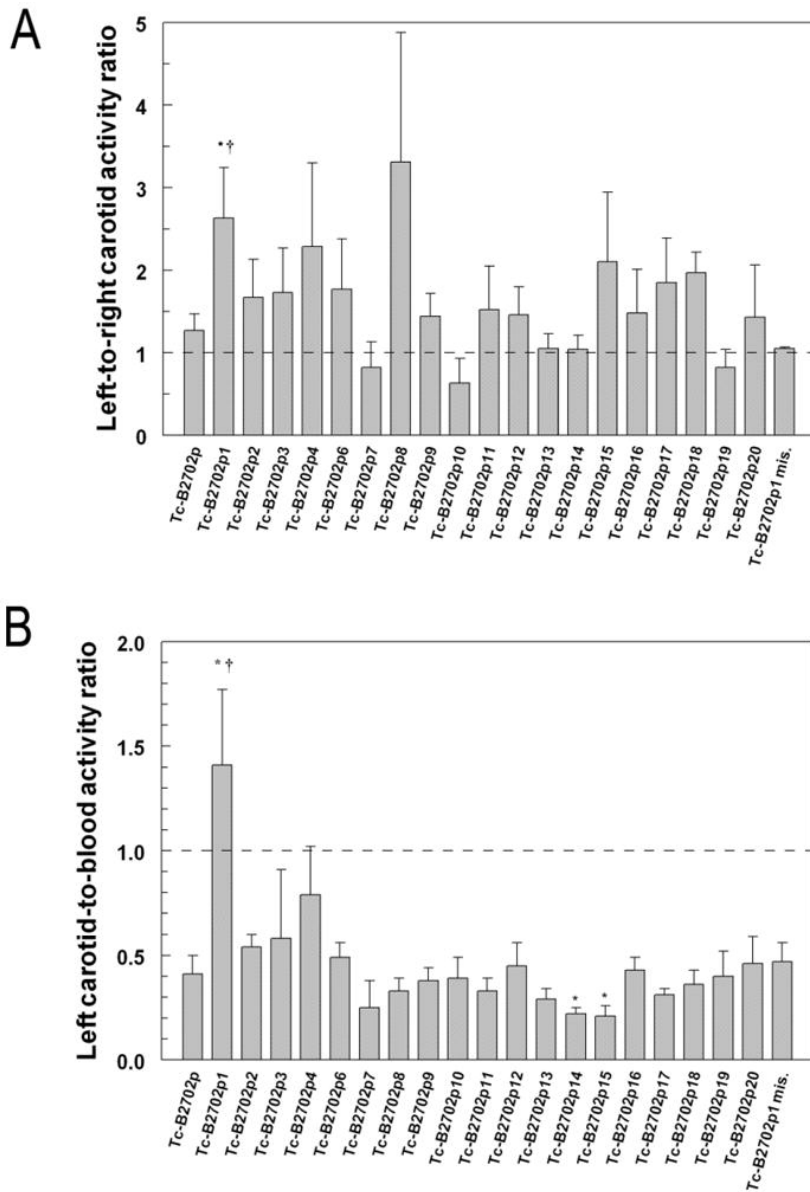 A
Left-to-right carotid activity ratio
5
4
3
2
1
0
*†
Tc-B2702p
Tc-B2702p1
Tc-B2702p2
Tc-B2702p3
Tc-B2702p4
Tc-B2702p6
Tc-B2702p7
Tc-B2702p8
Tc-B2702p9
Tc-B2702p10
Tc-B2702p11
Tc-B2702p12
Tc-B2702p13
Tc-B2702p14
Tc-B2702p15
Tc-B2702p16
Tc-B2702p17
Tc-B2702p18
Tc-B2702p19
Tc-B2702p20
Tc-B2702p1 mis.
B
Left carotid-to-blood activity ratio
2.0
1.5
1.0
0.5
0.0
* †
*
*
Tc-B2702p
Tc-B2702p1
Tc-B2702p2
Tc-B2702p3
Tc-B2702p4
Tc-B2702p6
Tc-B2702p7
Tc-B2702p8
Tc-B2702p9
Tc-B2702p10
Tc-B2702p11
Tc-B2702p12
Tc-B2702p13
Tc-B2702p14
Tc-B2702p15
Tc-B2702p16
Tc-B2702p17
Tc-B2702p18
Tc-B2702p19
Tc-B2702p20
Tc-B2702p1 mis.